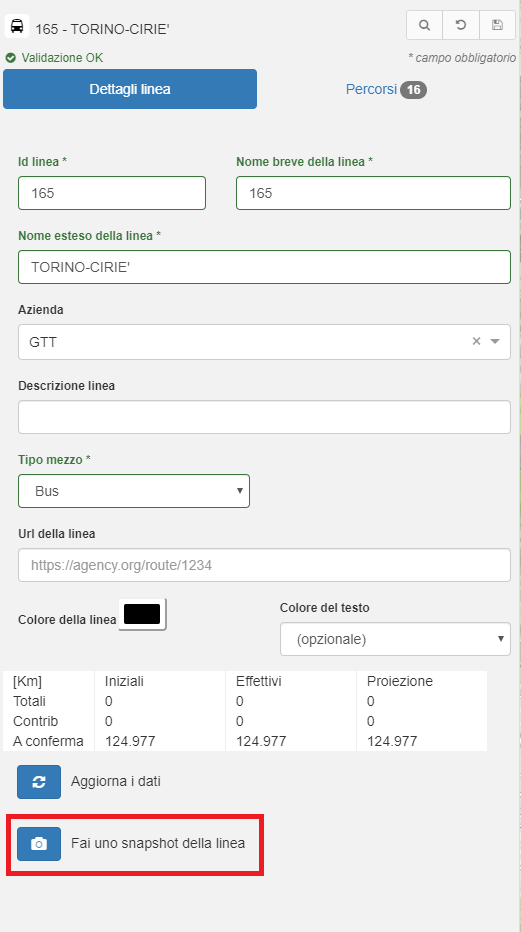 165 - TORINO-CIRIE'
Validazione OK
* campo obbligatorio
Dettagli linea
Percorsi 16
Id linea *
Nome breve della linea *
165
165
Nome esteso della linea *
TORINO-CIRIE'
Azienda
GTT
Descrizione linea
Tipo mezzo *
Bus
Url della linea
https://agency.org/route/1234
Colore della linea
Colore del testo
(opzionale)
[Km] Iniziali Effettivi Proiezione
Totali 0 0 0
Contrib 0 0 0
A conferma 124.977 124.977 124.977
Aggiorna i dati
Fai uno snapshot della linea